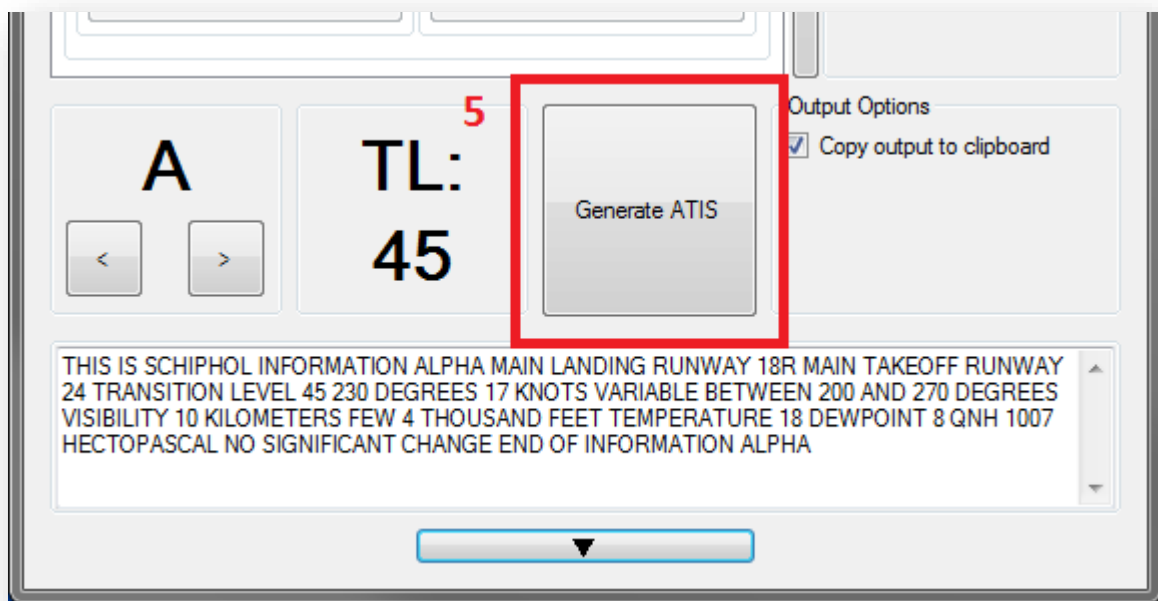 5
Output Options
Copy output to clipboard
A
TL:
45
Generate ATIS
<
>
THIS IS SCHIPHOL INFORMATION ALPHA MAIN LANDING RUNWAY 18R MAIN TAKEOFF RUNWAY
24 TRANSITION LEVEL 45 230 DEGREES 17 KNOTS VARIABLE BETWEEN 200 AND 270 DEGREES
VISIBILITY 10 KILOMETERS FEW 4 THOUSAND FEET TEMPERATURE 18 DEWPOINT 8 QNH 1007
HECTOPASCAL NO SIGNIFICANT CHANGE END OF INFORMATION ALPHA